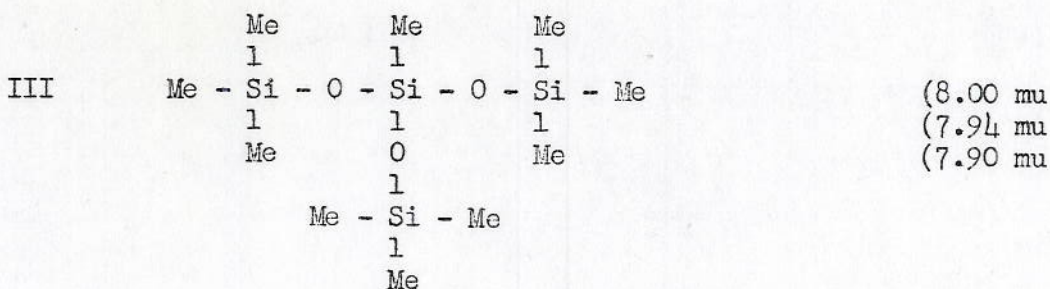 Me Me Me
l l l
III Me - Si - O - Si - O - Si - Me (8.00 mu
l l l (7.94 mu
Me O Me (7.90 mu
l
Me - Si - Me
l
Me